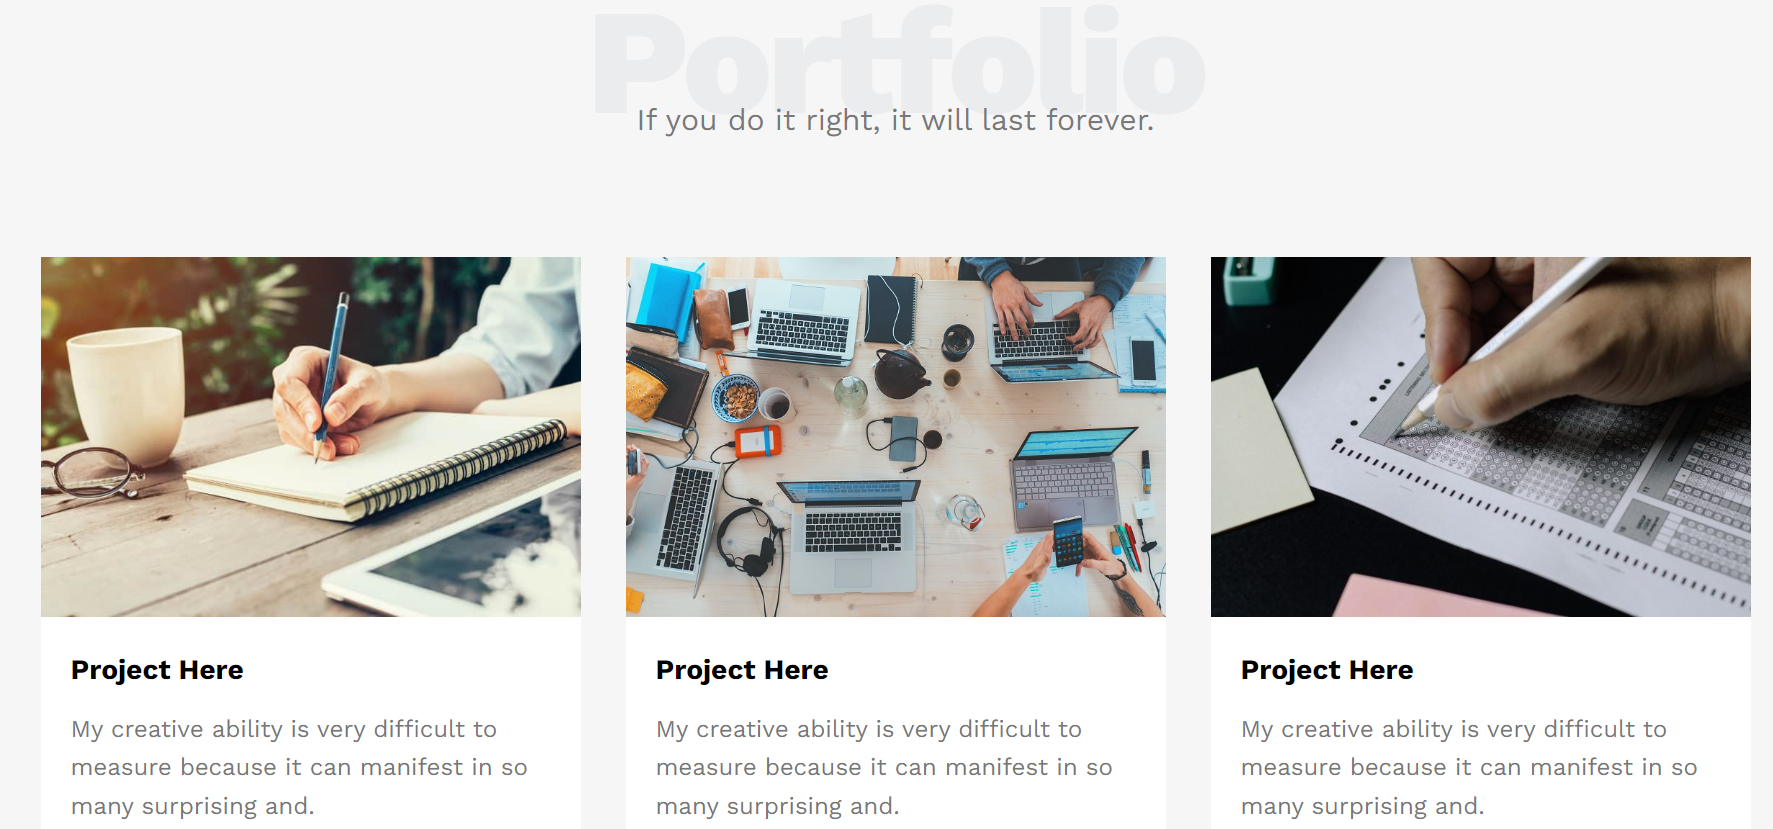 Portfolio
If you do it right, it will last forever.
Project Here
My creative ability is very difficult to
measure because it can manifest in so
many surprising and.
Project Here
My creative ability is very difficult to
measure because it can manifest in so
many surprising and.
Project Here
My creative ability is very difficult to
measure because it can manifest in so
many surprising and.